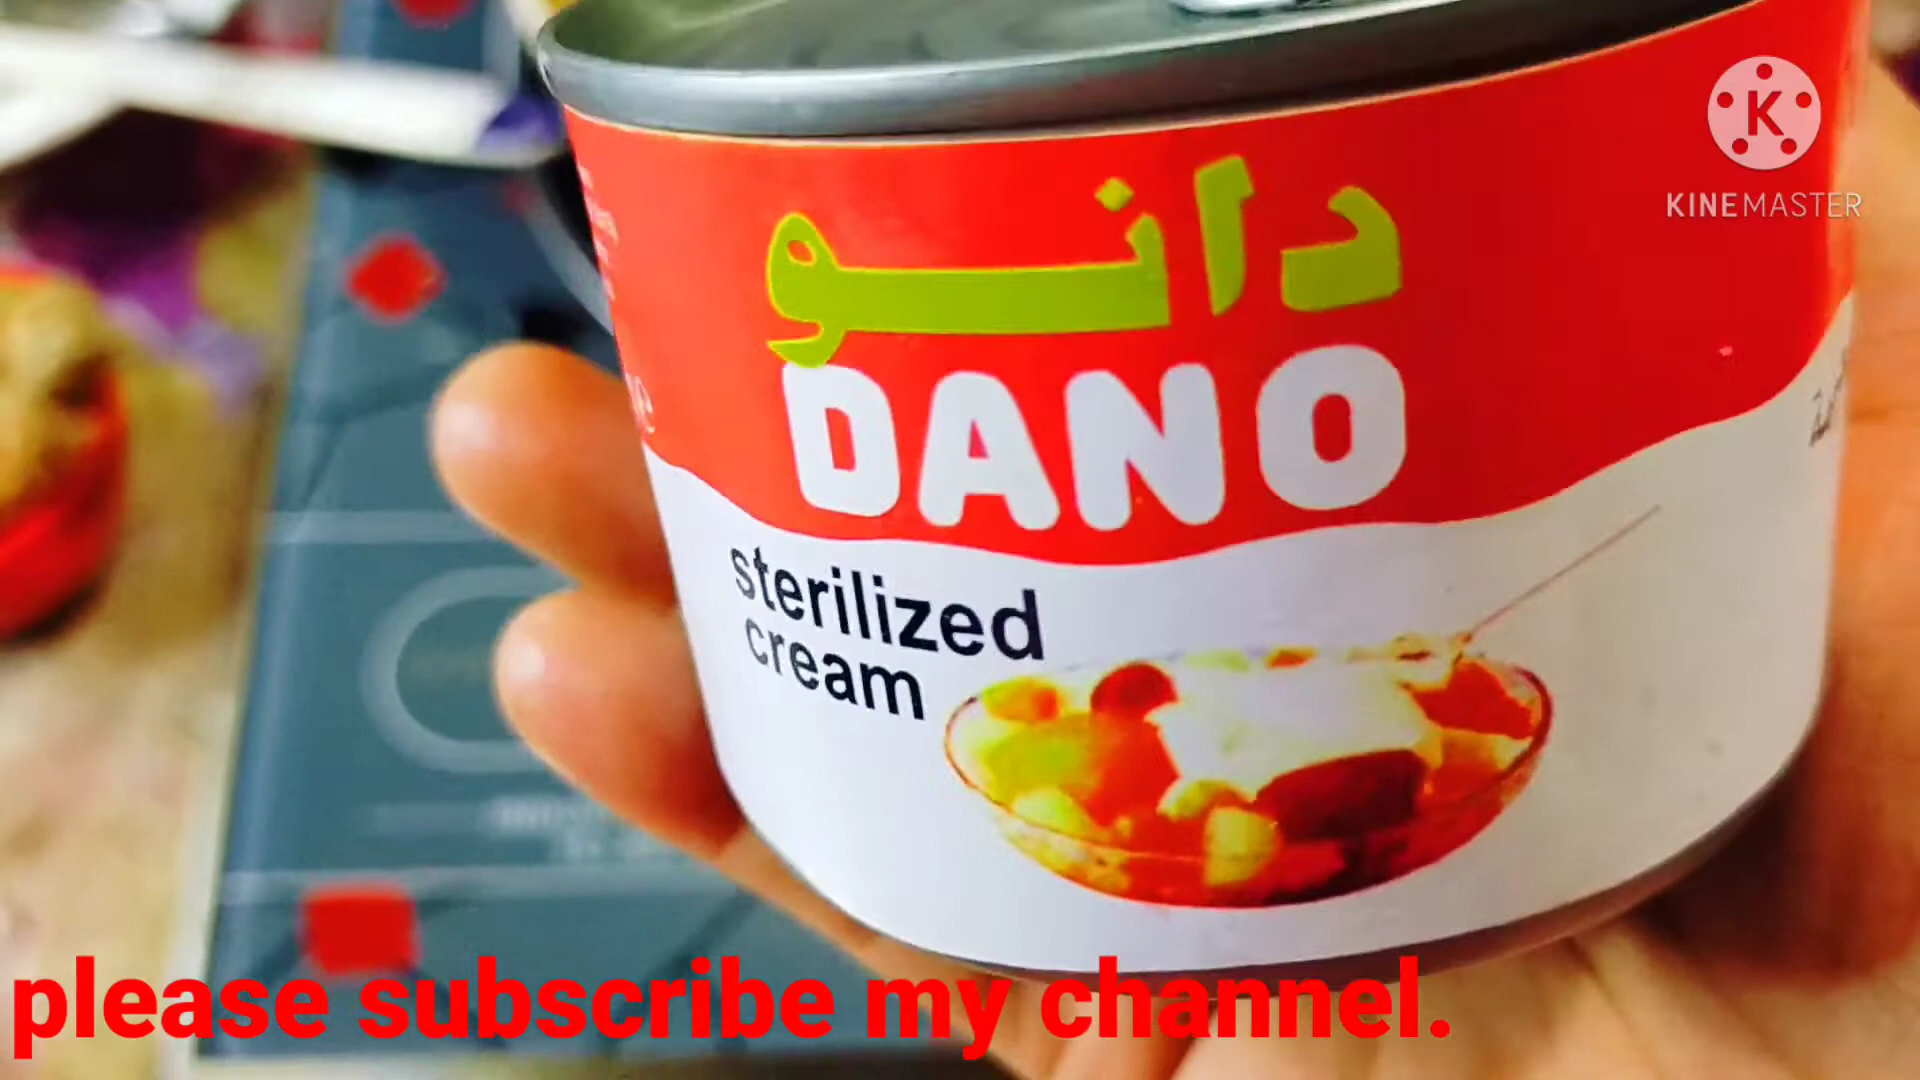 K
KINEMASTER
دانو
DANO
sterilized
cream
please subscribe my channel.